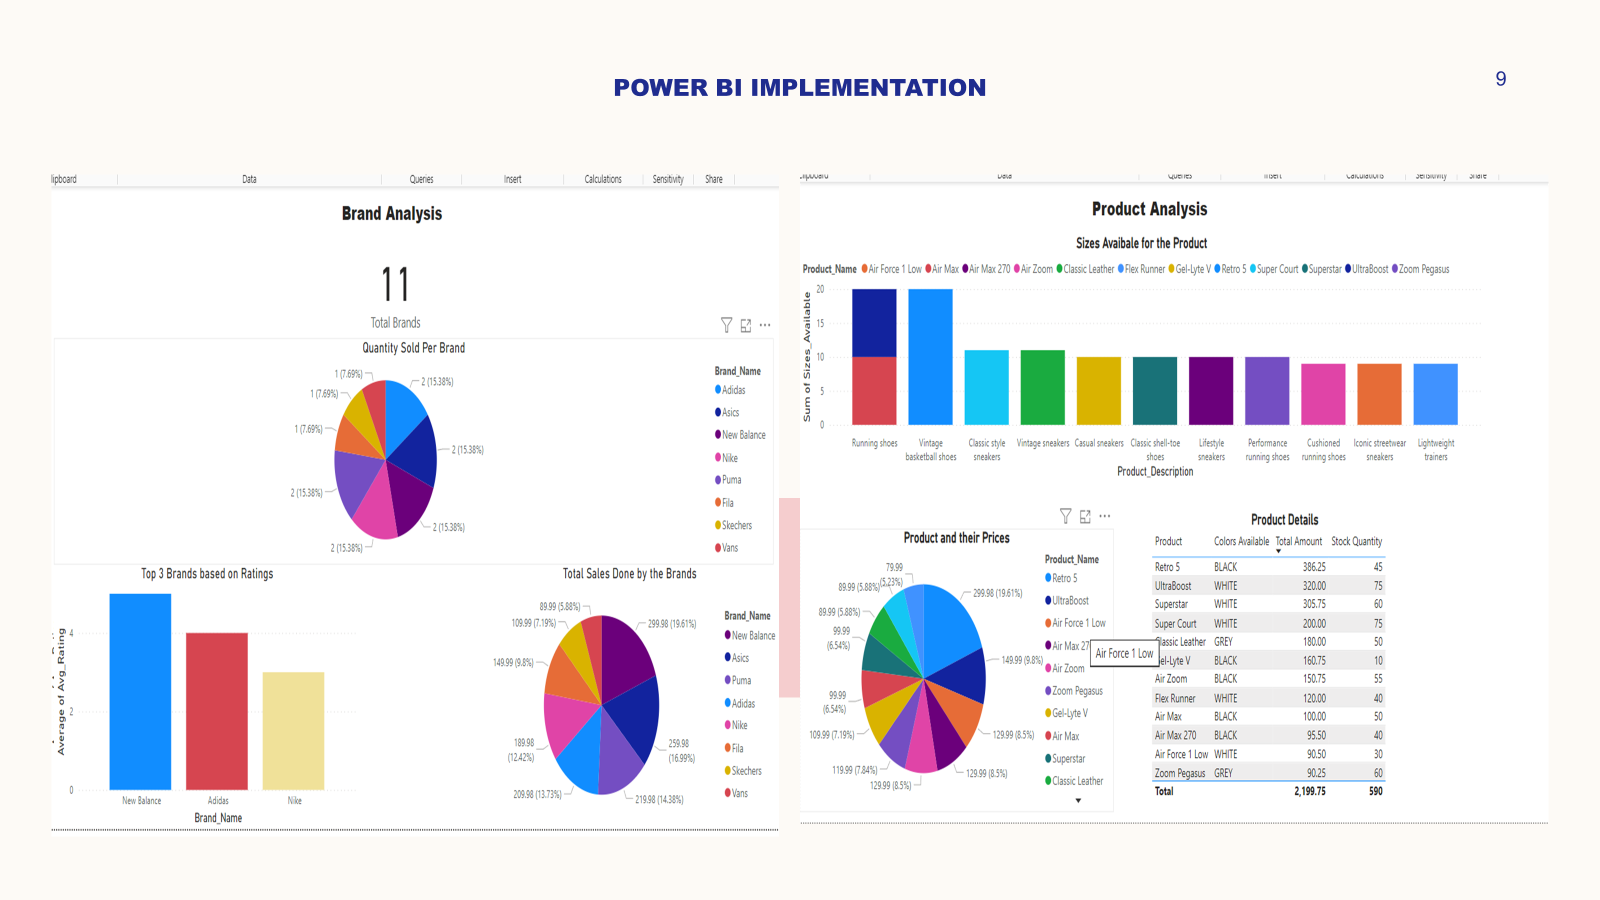 POWER BI IMPLEMENTATION
9
lipboard Data Queries Insert Calculations Sensitivity Share
Brand Analysis
11
Total Brands
Quantity Sold Per Brand
1 (7.69%)
2 (15.38%)
1 (7.69%)
1 (7.69%)
2 (15.38%)
2 (15.38%)
2 (15.38%)
2 (15.38%)
Brand_Name
Adidas
Asics
New Balance
Nike
Puma
Fila
Skechers
Vans
Top 3 Brands based on Ratings
Average of Avg_Rating
4
2
0
New Balance Adidas Nike
Brand_Name
Total Sales Done by the Brands
89.99 (5.88%)
109.99 (7.19%)
299.98 (19.61%)
149.99 (9.8%)
189.98
(12.42%)
259.98
(16.99%)
209.98 (13.73%)
219.98 (14.38%)
Brand_Name
New Balance
Asics
Puma
Adidas
Nike
Fila
Skechers
Vans
lipboard Data Queries Insert Calculations Sensitivity Share
Product Analysis
Sizes Avaibale for the Product
Product_Name Air Force 1 Low Air Max Air Max 270 Air Zoom Classic Leather Flex Runner Gel-Lyte V Retro 5 Super Court Superstar UltraBoost Zoom Pegasus
Sum of Sizes_Available
20
15
10
5
0
Running shoes
Vintage
basketball shoes
Classic style
sneakers
Vintage sneakers
Casual sneakers
Classic shell-toe
shoes
Lifestyle
sneakers
Performance
running shoes
Cushioned
running shoes
Iconic streetwear
sneakers
Lightweight
trainers
Product_Description
Product and their Prices
79.99
(5.23%)
89.99 (5.88%)
299.98 (19.61%)
89.99 (5.88%)
99.99
(6.54%)
149.99 (9.8%)
99.99
(6.54%)
109.99 (7.19%)
129.99 (8.5%)
119.99 (7.84%)
129.99 (8.5%)
129.99 (8.5%)
Product_Name
Retro 5
UltraBoost
Air Force 1 Low
Air Max 27
Air Zoom
Zoom Pegasus
Gel-Lyte V
Air Max
Superstar
Classic Leather
Air Force 1 Low
Product Details
Product Colors Available Total Amount Stock Quantity
Retro 5 BLACK 386.25 45
UltraBoost WHITE 320.00 75
Superstar WHITE 305.75 60
Super Court WHITE 200.00 75
Classic Leather GREY 180.00 50
Gel-Lyte V BLACK 160.75 10
Air Zoom BLACK 150.75 55
Flex Runner WHITE 120.00 40
Air Max BLACK 100.00 50
Air Max 270 BLACK 95.50 40
Air Force 1 Low WHITE 90.50 30
Zoom Pegasus GREY 90.25 60
Total 2,199.75 590